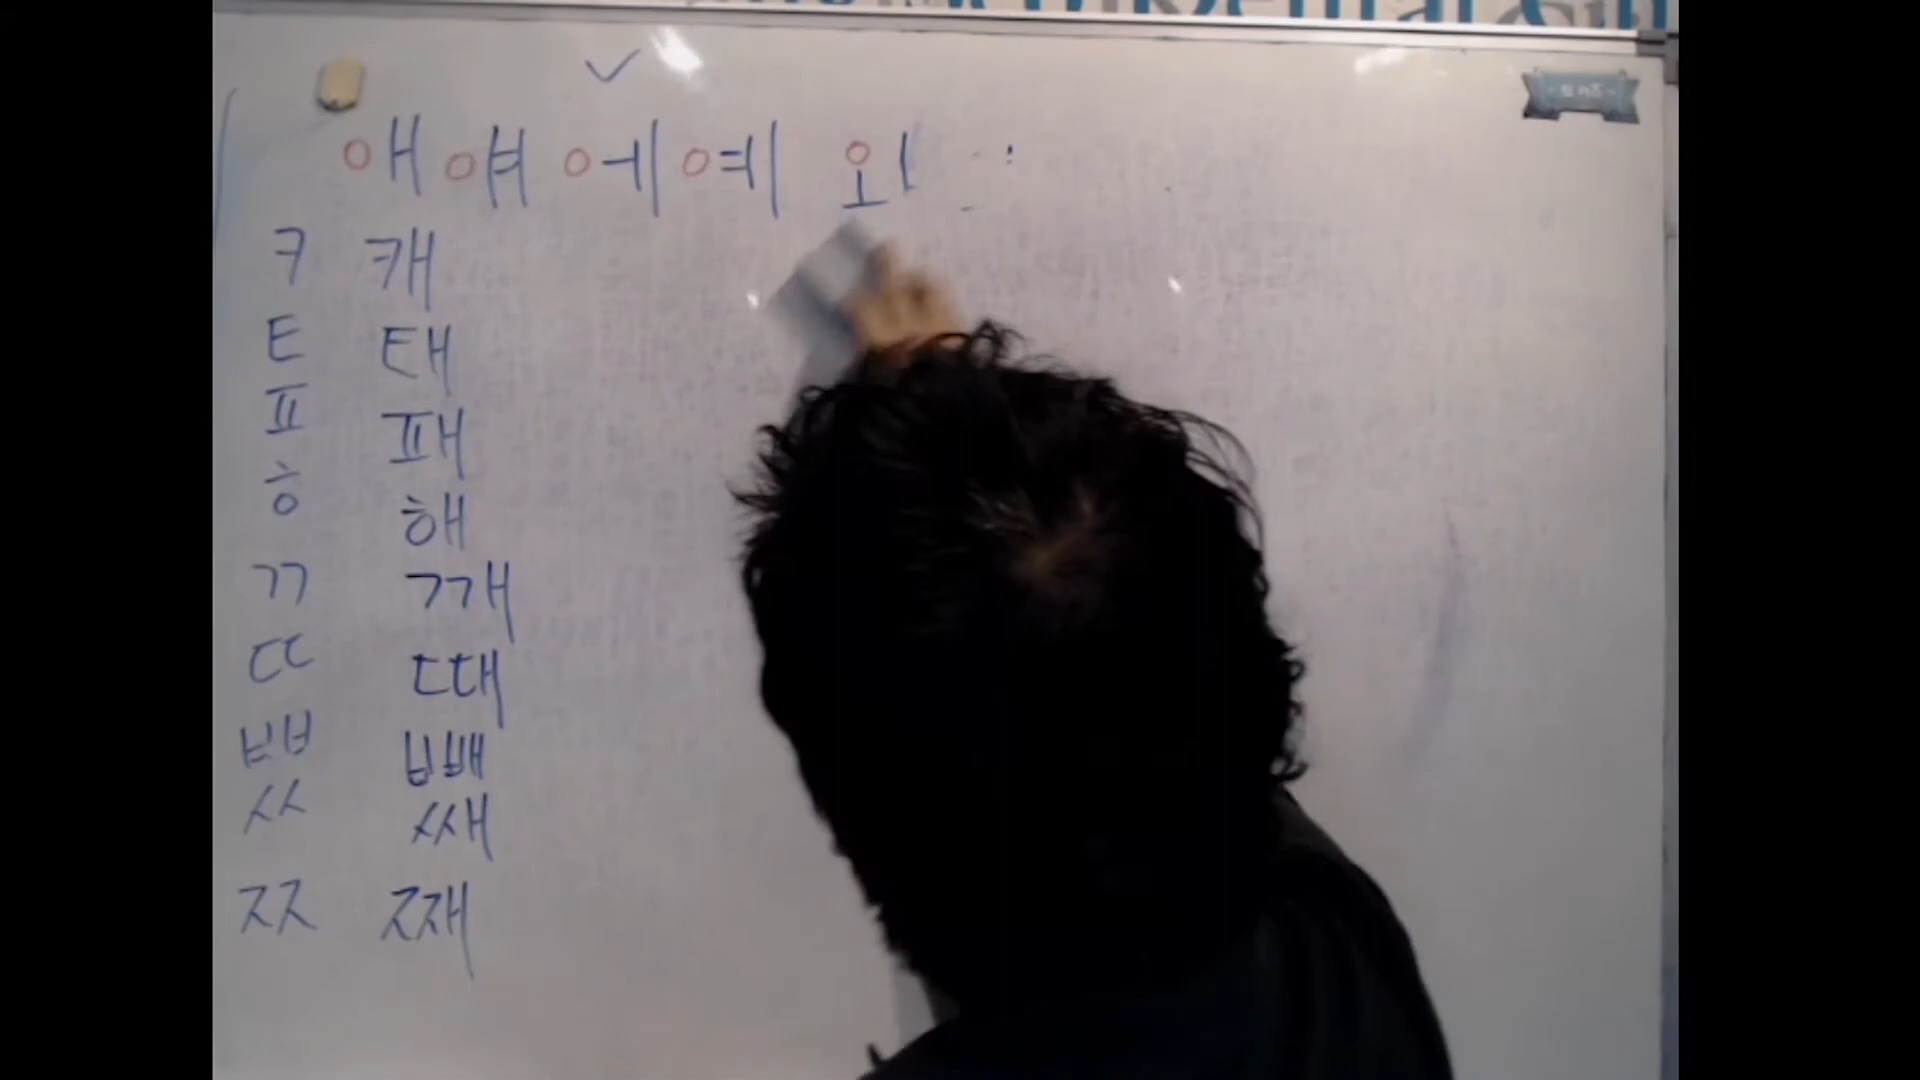 애 얘 에 예 외
ㅋ 캐
ㅌ 태
ㅍ 패
ㅎ 해
ㄲ 깨
ㄸ 때
ㅃ 빼
ㅆ 쌔
ㅉ 째